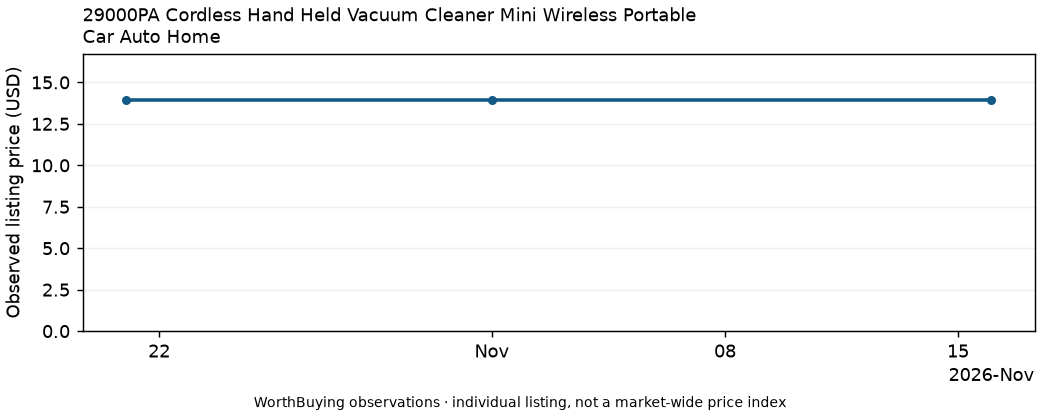 29000PA Cordless Hand Held Vacuum Cleaner Mini Wireless Portable
Car Auto Home
Observed listing price (USD)
15.0
12.5
10.0
7.5
5.0
2.5
0.0
22
Nov
08
15
2026-Nov
WorthBuying observations · individual listing, not a market-wide price index